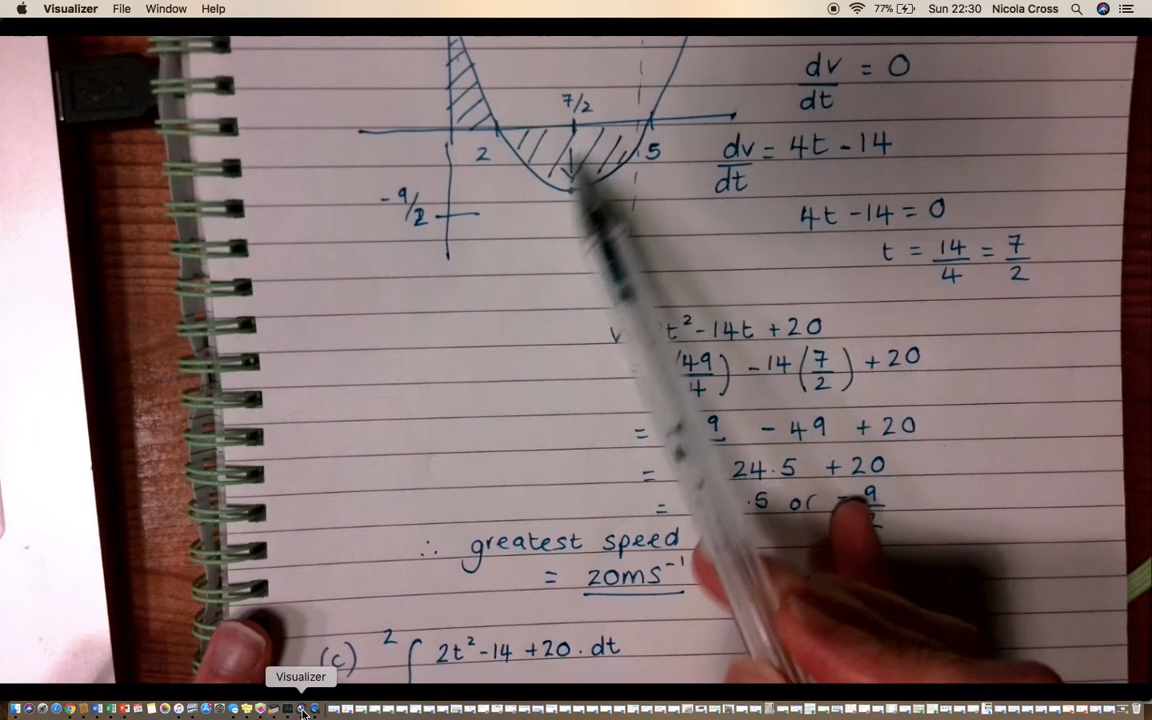 Visualizer File Window Help 77% Sun 22:30 Nicola Cross
dv/dt = 0
7/2
2 5
dv/dt = 4t - 14
-9/2
4t - 14 = 0
t = 14/4 = 7/2
t² - 14t + 20
(49/4) - 14(7/2) + 20
= 9 - 49 + 20
= 24.5 + 20
= .5 or - 9
∴ greatest speed
= 20ms⁻¹
(c) 2∫ 2t² - 14 + 20 . dt
Visualizer